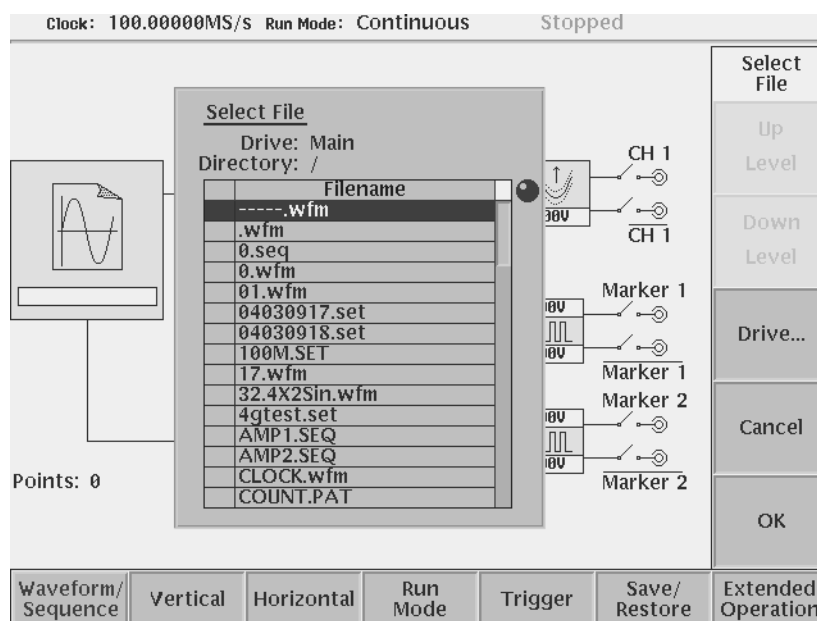 Clock: 100.00000MS/s Run Mode: Continuous Stopped
Select File
Drive: Main
Directory: /
Filename
-----.wfm
.wfm
0.seq
0.wfm
01.wfm
04030917.set
04030918.set
100M.SET
17.wfm
32.4X2Sin.wfm
4gtest.set
AMP1.SEQ
AMP2.SEQ
CLOCK.wfm
COUNT.PAT
Points: 0
CH 1
CH 1
Marker 1
Marker 1
Marker 2
Marker 2
Select
File
Up
Level
Down
Level
Drive...
Cancel
OK
Waveform/
Sequence
Vertical
Horizontal
Run
Mode
Trigger
Save/
Restore
Extended
Operation